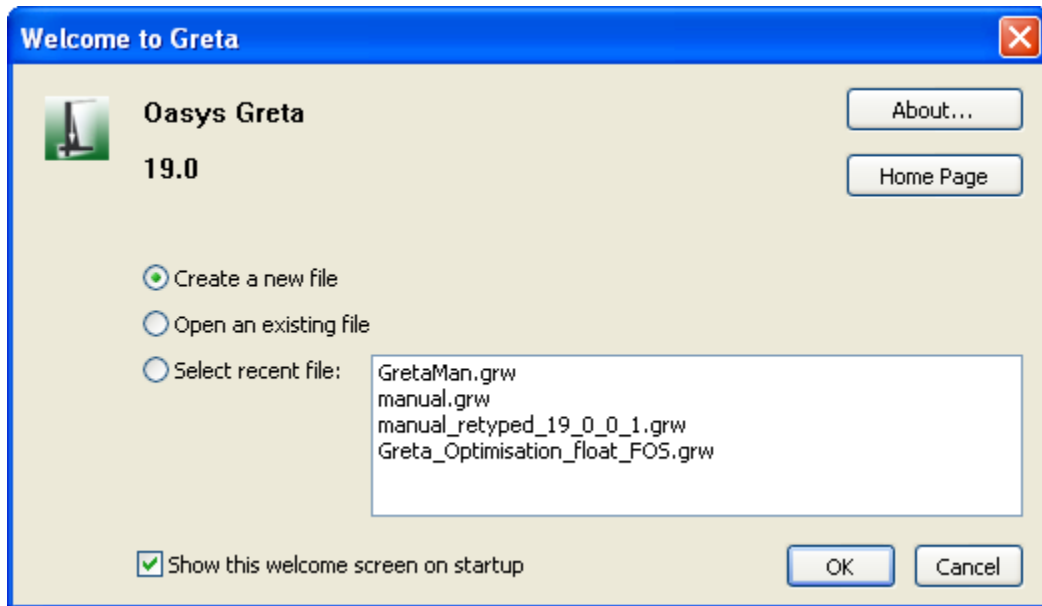 Welcome to Greta
Oasys Greta
19.0
About...
Home Page
Create a new file
Open an existing file
Select recent file:
GretaMan.grw
manual.grw
manual_retyped_19_0_0_1.grw
Greta_Optimisation_float_FOS.grw
Show this welcome screen on startup
OK
Cancel